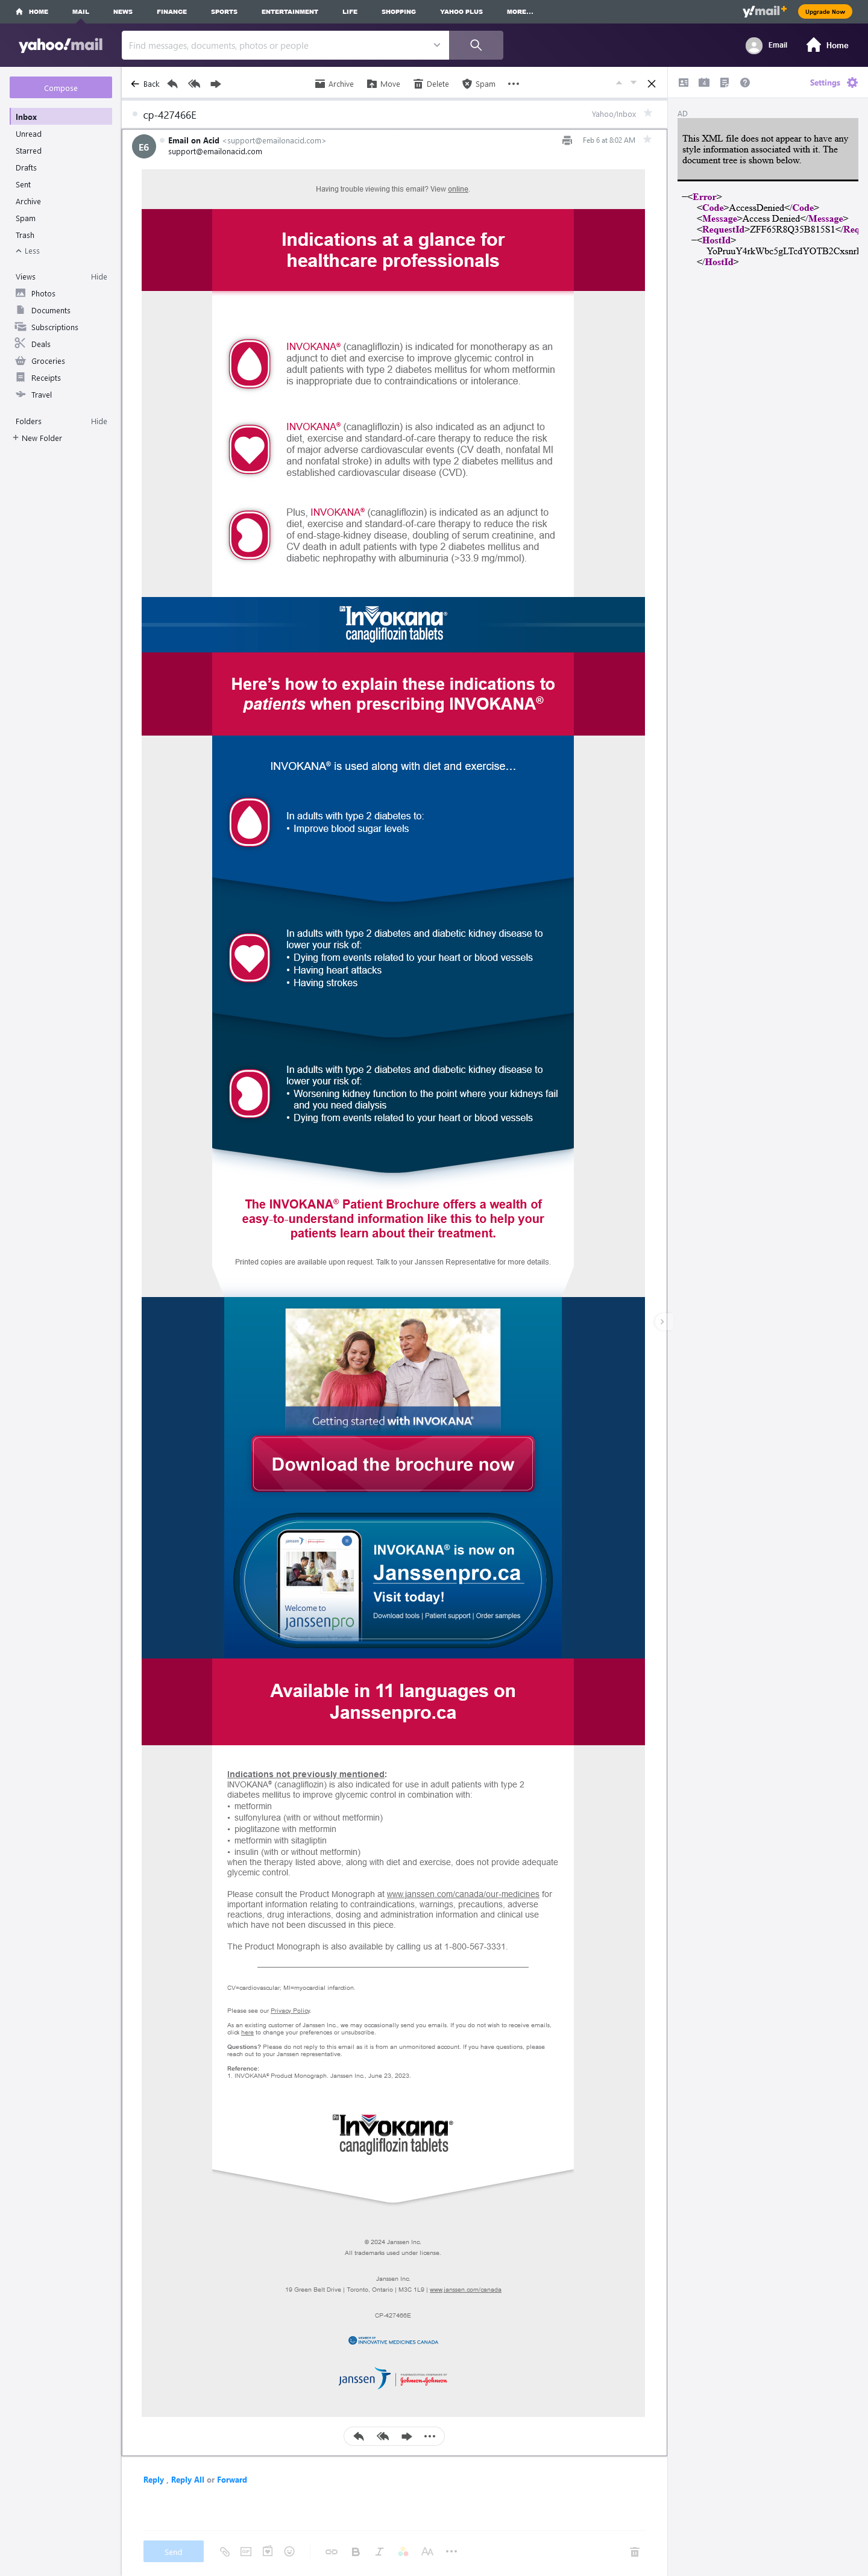 HOME MAIL NEWS FINANCE SPORTS ENTERTAINMENT LIFE SHOPPING YAHOO PLUS MORE... y!mail+ Upgrade Now
yahoo!mail Find messages, documents, photos or people Email Home
Compose
Inbox
Unread
Starred
Drafts
Sent
Archive
Spam
Trash
Less
Views Hide
Photos
Documents
Subscriptions
Deals
Groceries
Receipts
Travel
Folders Hide
+ New Folder
Back Archive Move Delete Spam
Settings
cp-427466E Yahoo/Inbox
E6
Email on Acid <support@emailonacid.com> Feb 6 at 8:02 AM
support@emailonacid.com
Having trouble viewing this email? View online.
Indications at a glance for
healthcare professionals
INVOKANA® (canagliflozin) is indicated for monotherapy as an
adjunct to diet and exercise to improve glycemic control in
adult patients with type 2 diabetes mellitus for whom metformin
is inappropriate due to contraindications or intolerance.
INVOKANA® (canagliflozin) is also indicated as an adjunct to
diet, exercise and standard-of-care therapy to reduce the risk
of major adverse cardiovascular events (CV death, nonfatal MI
and nonfatal stroke) in adults with type 2 diabetes mellitus and
established cardiovascular disease (CVD).
Plus, INVOKANA® (canagliflozin) is indicated as an adjunct to
diet, exercise and standard-of-care therapy to reduce the risk
of end-stage-kidney disease, doubling of serum creatinine, and
CV death in adult patients with type 2 diabetes mellitus and
diabetic nephropathy with albuminuria (>33.9 mg/mmol).
Invokana®
canagliflozin tablets
Here's how to explain these indications to
patients when prescribing INVOKANA®
INVOKANA® is used along with diet and exercise…
In adults with type 2 diabetes to:
• Improve blood sugar levels
In adults with type 2 diabetes and diabetic kidney disease to
lower your risk of:
• Dying from events related to your heart or blood vessels
• Having heart attacks
• Having strokes
In adults with type 2 diabetes and diabetic kidney disease to
lower your risk of:
• Worsening kidney function to the point where your kidneys fail
and you need dialysis
• Dying from events related to your heart or blood vessels
The INVOKANA® Patient Brochure offers a wealth of
easy-to-understand information like this to help your
patients learn about their treatment.
Printed copies are available upon request. Talk to your Janssen Representative for more details.
Getting started with INVOKANA®
Download the brochure now
janssen
Welcome to
janssenpro
INVOKANA® is now on
Janssenpro.ca
Visit today!
Download tools | Patient support | Order samples
Available in 11 languages on
Janssenpro.ca
Indications not previously mentioned:
INVOKANA® (canagliflozin) is also indicated for use in adult patients with type 2
diabetes mellitus to improve glycemic control in combination with:
• metformin
• sulfonylurea (with or without metformin)
• pioglitazone with metformin
• metformin with sitagliptin
• insulin (with or without metformin)
when the therapy listed above, along with diet and exercise, does not provide adequate
glycemic control.
Please consult the Product Monograph at www.janssen.com/canada/our-medicines for
important information relating to contraindications, warnings, precautions, adverse
reactions, drug interactions, dosing and administration information and clinical use
which have not been discussed in this piece.
The Product Monograph is also available by calling us at 1-800-567-3331.
CV=cardiovascular; MI=myocardial infarction.
Please see our Privacy Policy.
As an existing customer of Janssen Inc., we may occasionally send you emails. If you do not wish to receive emails,
click here to change your preferences or unsubscribe.
Questions? Please do not reply to this email as it is from an unmonitored account. If you have questions, please
reach out to your Janssen representative.
Reference:
1. INVOKANA® Product Monograph. Janssen Inc., June 23, 2023.
Invokana®
canagliflozin tablets
© 2024 Janssen Inc.
All trademarks used under license.
Janssen Inc.
19 Green Belt Drive | Toronto, Ontario | M3C 1L9 | www.janssen.com/canada
CP-427466E
MEMBER OF
INNOVATIVE MEDICINES CANADA
janssen
PHARMACEUTICAL COMPANIES OF
Johnson&Johnson
Reply , Reply All or Forward
Send
AD
This XML file does not appear to have any
style information associated with it. The
document tree is shown below.
−<Error>
<Code>AccessDenied</Code>
<Message>Access Denied</Message>
<RequestId>ZFF65R8Q35B815S1</Req
−<HostId>
YoPruuY4rkWbc5gLTcdYOTB2Cxsnrl
</HostId>